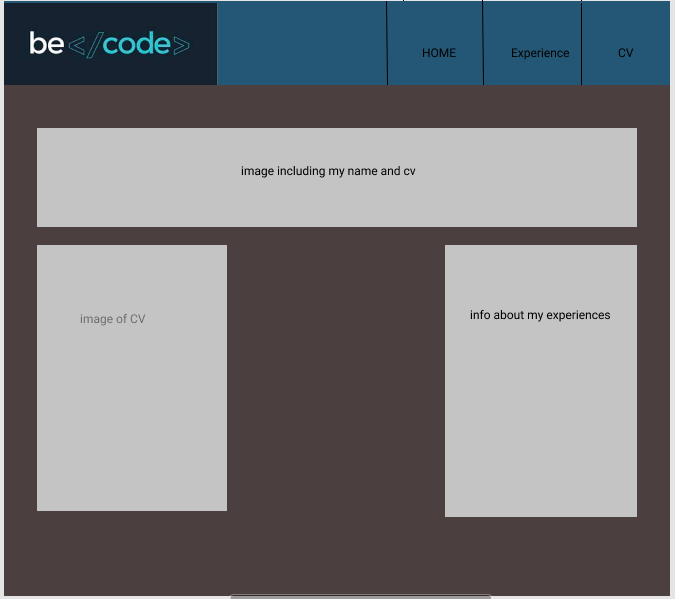 be </code>
HOME
Experience
CV
image including my name and cv
image of CV
info about my experiences